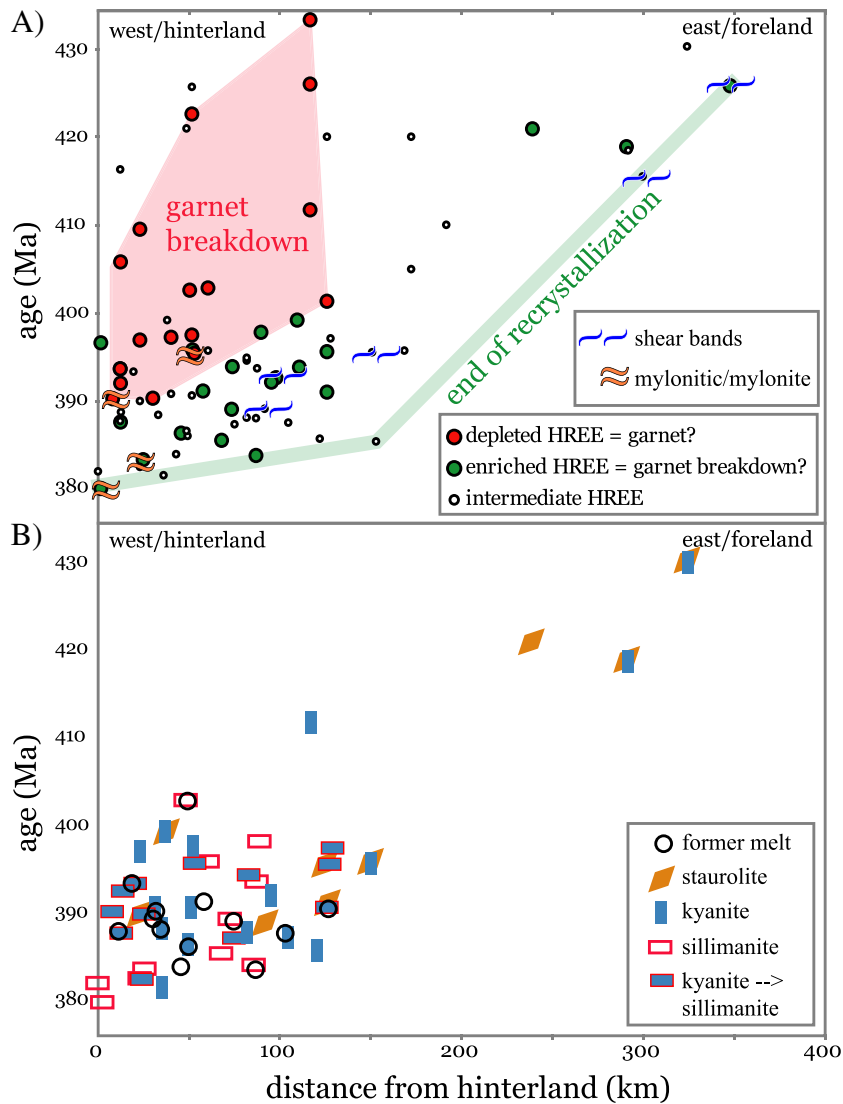 A)
west/hinterland
east/foreland
430
420
410
400
390
380
age (Ma)
garnet
breakdown
end of recrystallization
shear bands
mylonitic/mylonite
depleted HREE = garnet?
enriched HREE = garnet breakdown?
intermediate HREE
B)
west/hinterland
east/foreland
430
420
410
400
390
380
age (Ma)
former melt
staurolite
kyanite
sillimanite
kyanite -->
sillimanite
0
100
200
300
400
distance from hinterland (km)